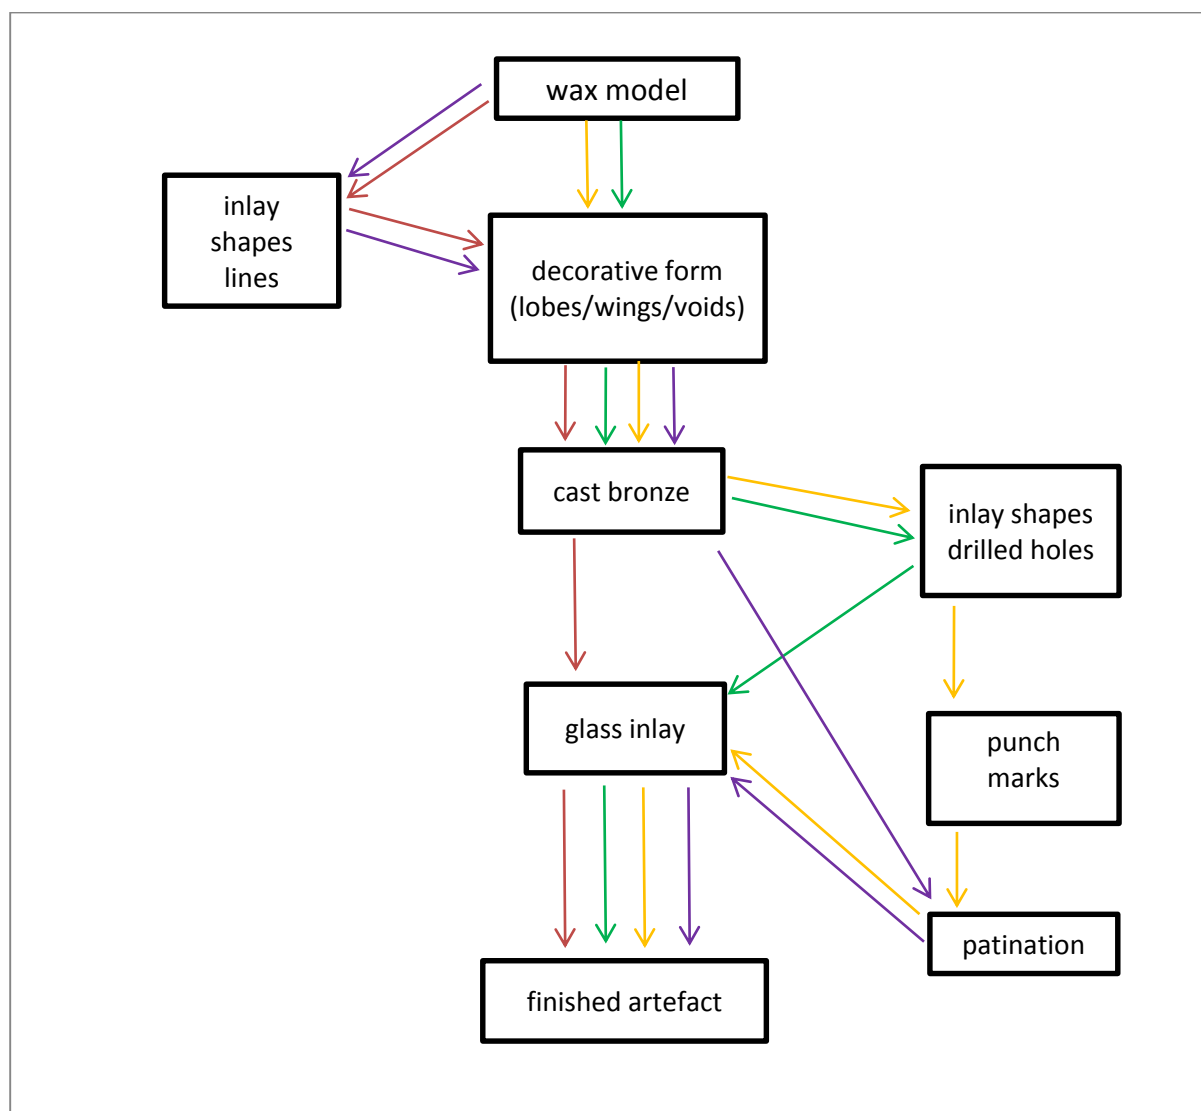 wax model
inlay
shapes
lines
decorative form
(lobes/wings/voids)
cast bronze
inlay shapes
drilled holes
glass inlay
punch
marks
patination
finished artefact